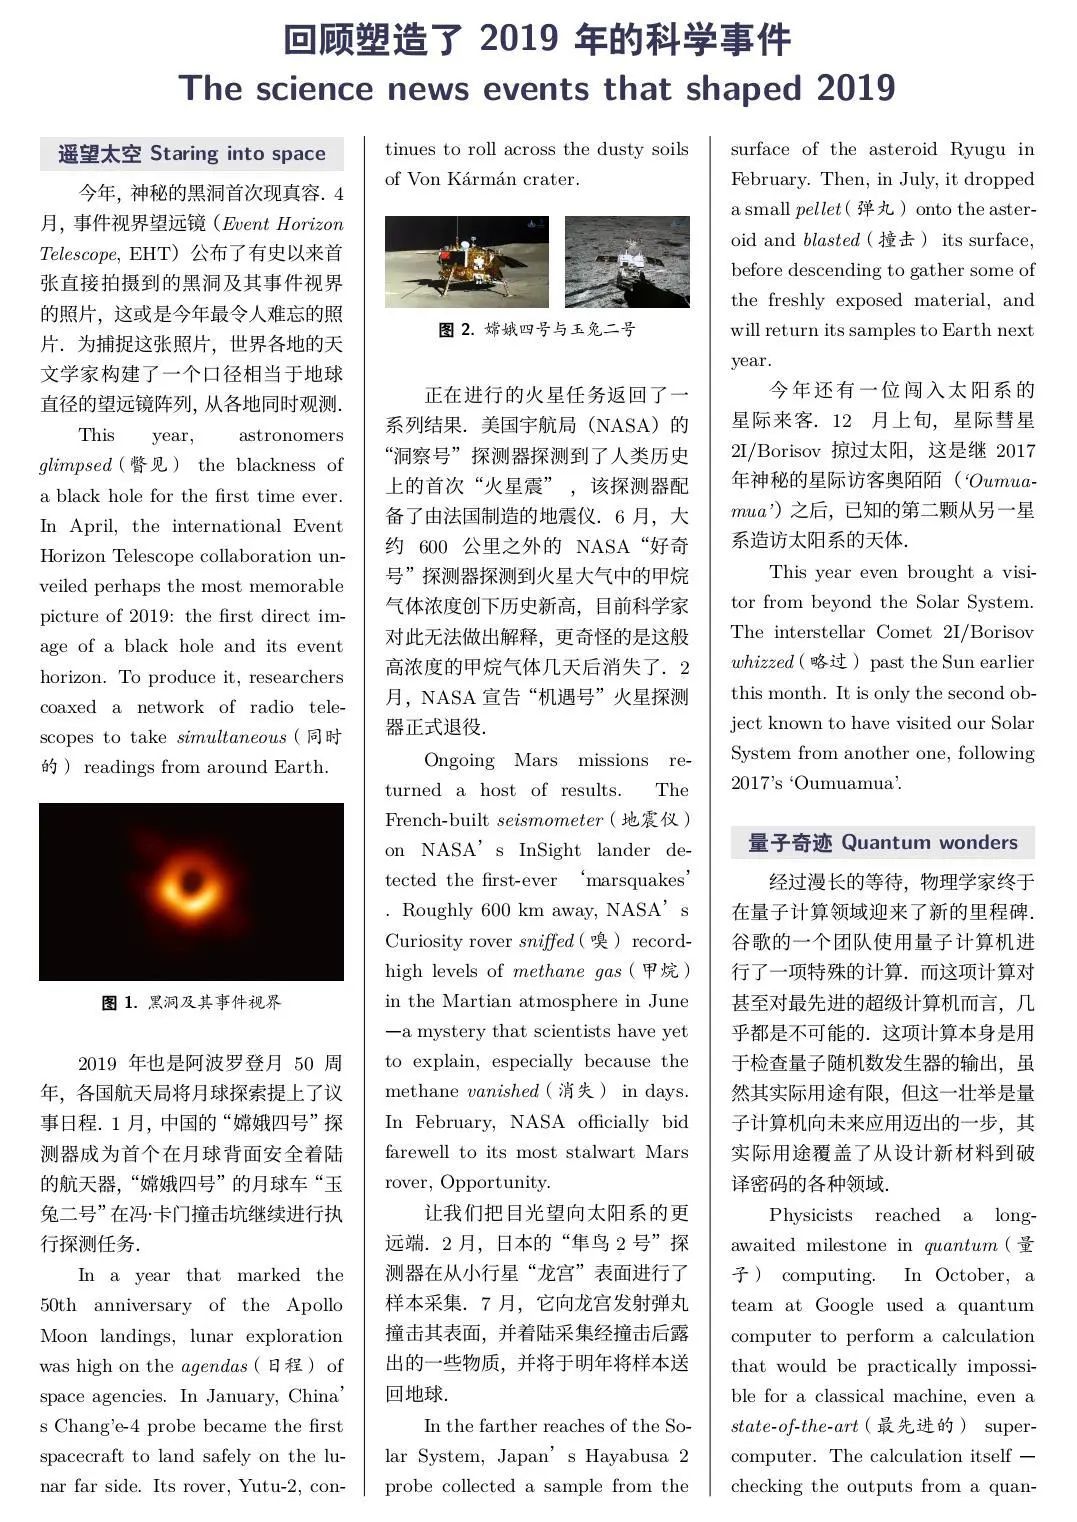 回顾塑造了 2019 年的科学事件
The science news events that shaped 2019
遥望太空 Staring into space
今年, 神秘的黑洞首次现真容. 4
月, 事件视界望远镜 (Event Horizon
Telescope, EHT) 公布了有史以来首
张直接拍摄到的黑洞及其事件视界
的照片, 这或是今年最令人难忘的照
片. 为捕捉这张照片, 世界各地的天
文学家构建了一个口径相当于地球
直径的望远镜阵列, 从各地同时观测.
This year, astronomers
glimpsed (瞥见) the blackness of
a black hole for the first time ever.
In April, the international Event
Horizon Telescope collaboration un-
veiled perhaps the most memorable
picture of 2019: the first direct im-
age of a black hole and its event
horizon. To produce it, researchers
coaxed a network of radio tele-
scopes to take simultaneous (同时
的) readings from around Earth.
图 1. 黑洞及其事件视界
2019 年也是阿波罗登月 50 周
年, 各国航天局将月球探索提上了议
事日程. 1 月, 中国的“嫦娥四号”探
测器成为首个在月球背面安全着陆
的航天器, “嫦娥四号”的月球车“玉
兔二号”在冯·卡门撞击坑继续进行执
行探测任务.
In a year that marked the
50th anniversary of the Apollo
Moon landings, lunar exploration
was high on the agendas (日程) of
space agencies. In January, China’
s Chang’e-4 probe became the first
spacecraft to land safely on the lu-
nar far side. Its rover, Yutu-2, con-
tinues to roll across the dusty soils
of Von Kármán crater.
图 2. 嫦娥四号与玉兔二号
正在进行的火星任务返回了一
系列结果. 美国宇航局 (NASA) 的
“洞察号”探测器探测到了人类历史
上的首次“火星震” , 该探测器配
备了由法国制造的地震仪. 6 月, 大
约 600 公里之外的 NASA“好奇
号”探测器探测到火星大气中的甲烷
气体浓度创下历史新高, 目前科学家
对此无法做出解释, 更奇怪的是这般
高浓度的甲烷气体几天后消失了. 2
月, NASA 宣告“机遇号”火星探测
器正式退役.
Ongoing Mars missions re-
turned a host of results. The
French-built seismometer (地震仪)
on NASA’ s InSight lander de-
tected the first-ever ‘marsquakes’
. Roughly 600 km away, NASA’ s
Curiosity rover sniffed (嗅) record-
high levels of methane gas (甲烷)
in the Martian atmosphere in June
—a mystery that scientists have yet
to explain, especially because the
methane vanished (消失) in days.
In February, NASA officially bid
farewell to its most stalwart Mars
rover, Opportunity.
让我们把目光望向太阳系的更
远端. 2 月, 日本的“隼鸟 2 号”探
测器在从小行星“龙宫”表面进行了
样本采集. 7 月, 它向龙宫发射弹丸
撞击其表面, 并着陆采集经撞击后露
出的一些物质, 并将于明年将样本送
回地球.
In the farther reaches of the So-
lar System, Japan’ s Hayabusa 2
probe collected a sample from the
surface of the asteroid Ryugu in
February. Then, in July, it dropped
a small pellet (弹丸) onto the aster-
oid and blasted (撞击) its surface,
before descending to gather some of
the freshly exposed material, and
will return its samples to Earth next
year.
今年还有一位闯入太阳系的
星际来客. 12 月上旬, 星际彗星
2I/Borisov 掠过太阳, 这是继 2017
年神秘的星际访客奥陌陌 (‘Oumua-
mua’) 之后, 已知的第二颗从另一星
系造访太阳系的天体.
This year even brought a visi-
tor from beyond the Solar System.
The interstellar Comet 2I/Borisov
whizzed (略过) past the Sun earlier
this month. It is only the second ob-
ject known to have visited our Solar
System from another one, following
2017’s ‘Oumuamua’.
量子奇迹 Quantum wonders
经过漫长的等待, 物理学家终于
在量子计算领域迎来了新的里程碑.
谷歌的一个团队使用量子计算机进
行了一项特殊的计算. 而这项计算对
甚至对最先进的超级计算机而言, 几
乎都是不可能的. 这项计算本身是用
于检查量子随机数发生器的输出, 虽
然其实际用途有限, 但这一壮举是量
子计算机向未来应用迈出的一步, 其
实际用途覆盖了从设计新材料到破
译密码的各种领域.
Physicists reached a long-
awaited milestone in quantum (量
子) computing. In October, a
team at Google used a quantum
computer to perform a calculation
that would be practically impossi-
ble for a classical machine, even a
state-of-the-art (最先进的) super-
computer. The calculation itself —
checking the outputs from a quan-